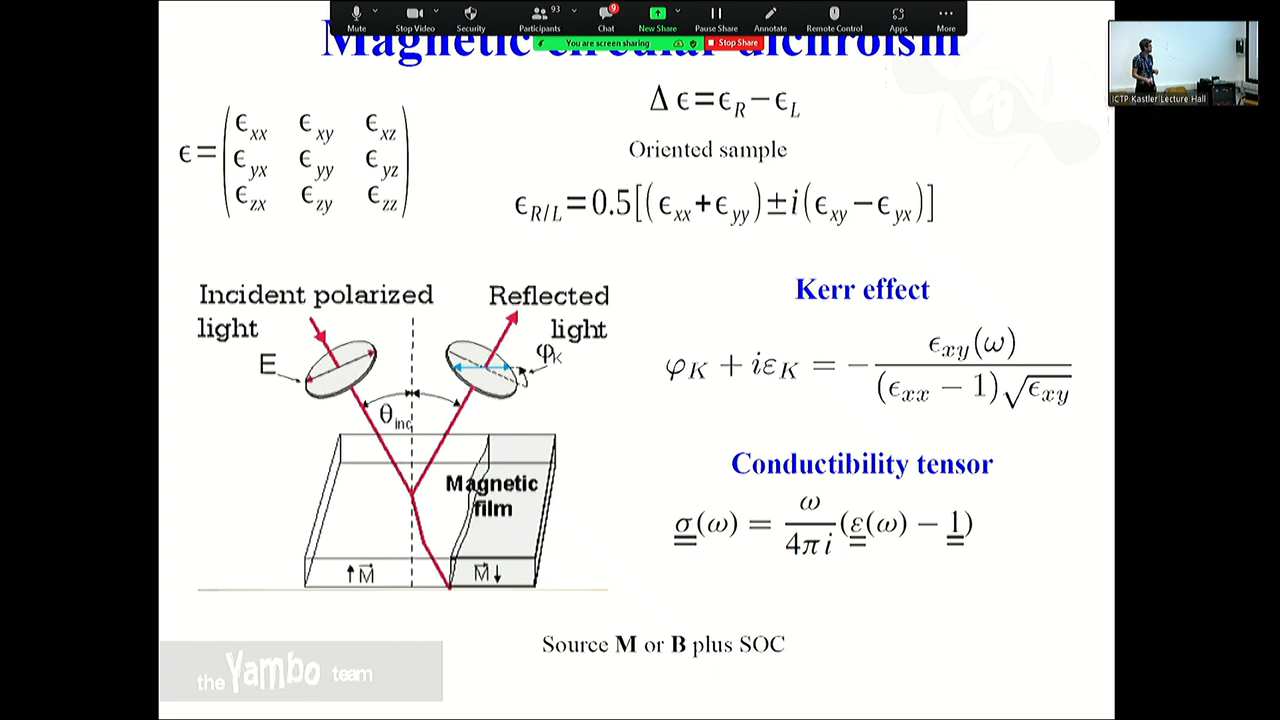 Mute
Stop Video
Security
93
Participants
9
Chat
New Share
Pause Share
Annotate
Remote Control
Apps
More
You are screen sharing
Stop Share
Magnetic circular dichroism
ICTP Kastler Lecture Hall
Δ ϵ=ϵ_R−ϵ_L
ϵ=(ϵ_xx ϵ_xy ϵ_xz
ϵ_yx ϵ_yy ϵ_yz
ϵ_zx ϵ_zy ϵ_zz)
Oriented sample
ϵ_R/L=0.5[(ϵ_xx+ϵ_yy)±i(ϵ_xy−ϵ_yx)]
Incident polarized
light
Reflected
light
E
φ_K
θ_inc
Magnetic
film
↑M⃗
M⃗↓
Kerr effect
φ_K + iε_K = − ϵ_xy(ω) / (ϵ_xx − 1)√ϵ_xy
Conductibility tensor
σ(ω) = ω / 4πi (ε(ω) − 1)
Source M or B plus SOC
the Yambo team